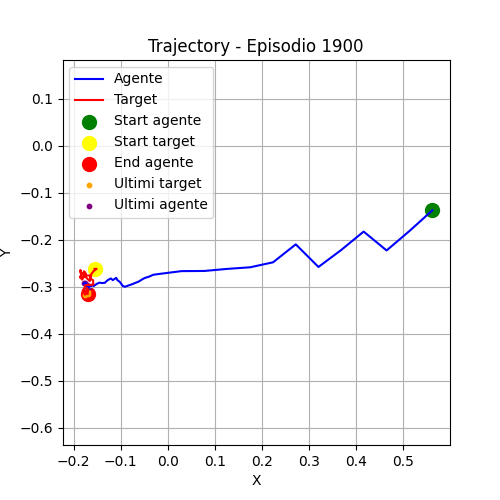 Trajectory - Episodio 1900
Agente
Target
Start agente
Start target
End agente
Ultimi target
Ultimi agente
0.1
0.0
−0.1
−0.2
−0.3
−0.4
−0.5
−0.6
Y
−0.2
−0.1
0.0
0.1
0.2
0.3
0.4
0.5
X